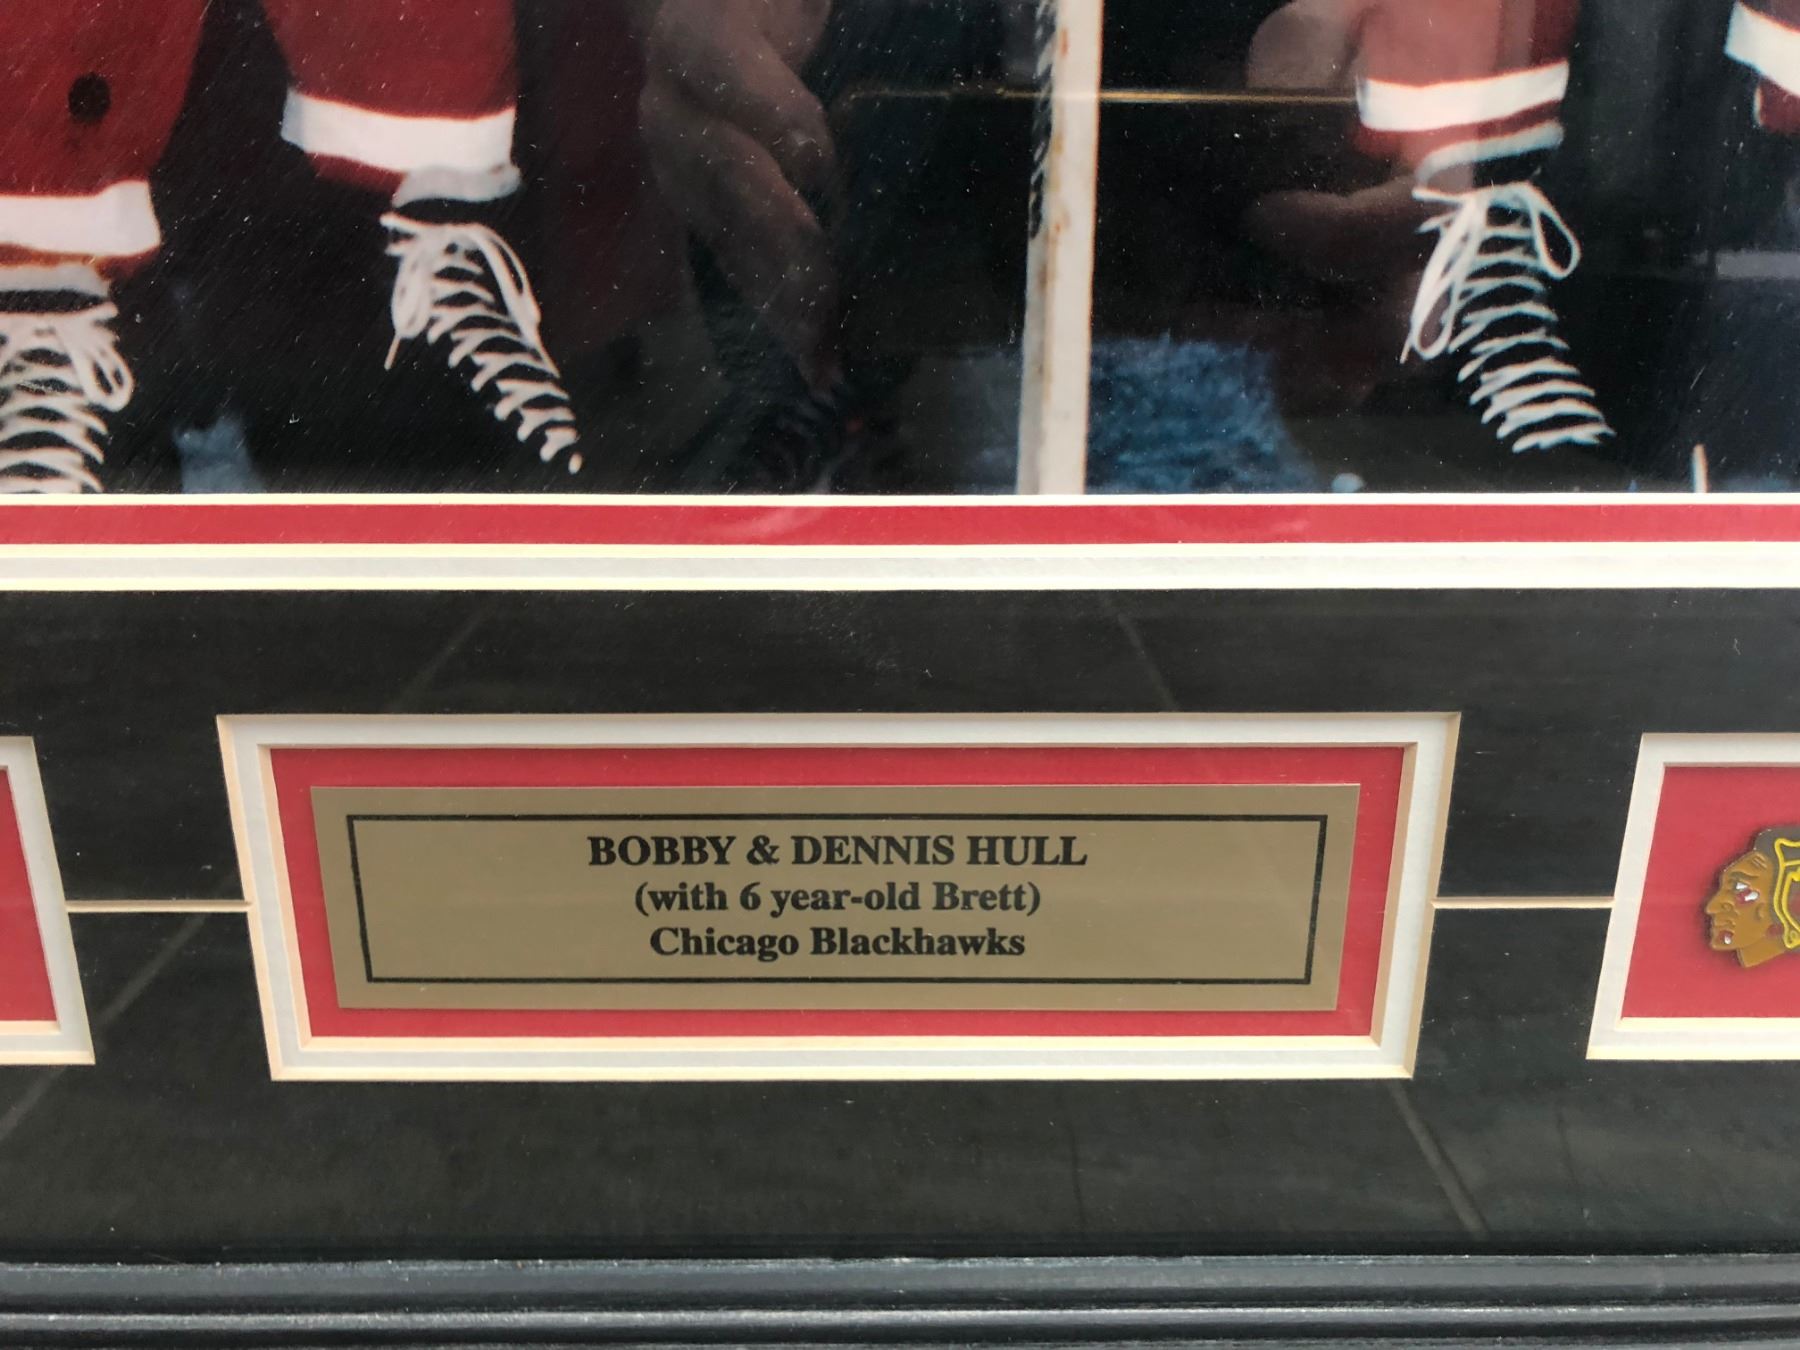 BOBBY & DENNIS HULL
(with 6 year-old Brett)
Chicago Blackhawks